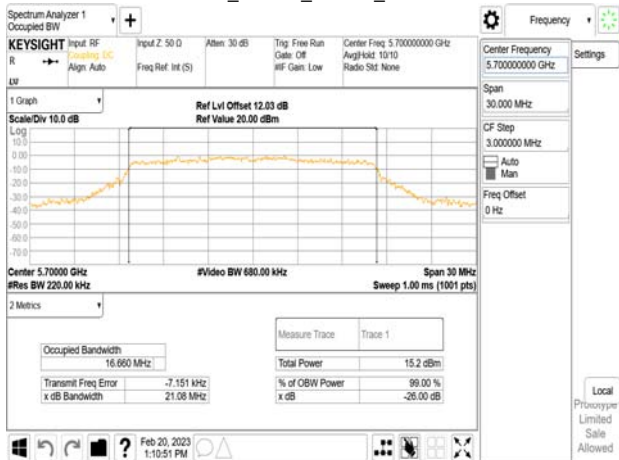 Spectrum Analyzer 1
Occupied BW
Frequency
KEYSIGHT
R
Input: RF
Coupling: DC
Align: Auto
Input Z: 50 Ω
Freq Ref: Int (S)
Atten: 30 dB
Trig: Free Run
Gate: Off
#IF Gain: Low
Center Freq: 5.700000000 GHz
Avg|Hold: 10/10
Radio Std: None
Center Frequency
5.700000000 GHz
Settings
Span
30.000 MHz
CF Step
3.000000 MHz
Auto
Man
Freq Offset
0 Hz
1 Graph
Scale/Div 10.0 dB
Ref Lvl Offset 12.03 dB
Ref Value 20.00 dBm
Log
10.0
0.00
-10.0
-20.0
-30.0
-40.0
-50.0
-60.0
-70.0
Center 5.70000 GHz
#Res BW 220.00 kHz
#Video BW 680.00 kHz
Span 30 MHz
Sweep 1.00 ms (1001 pts)
2 Metrics
Measure Trace Trace 1
Occupied Bandwidth
16.660 MHz
Total Power 15.2 dBm
Transmit Freq Error -7.151 kHz
% of OBW Power 99.00 %
x dB Bandwidth 21.08 MHz
x dB -26.00 dB
Local
Prototype
Limited
Sale
Allowed
?
Feb 20, 2023
1:10:51 PM